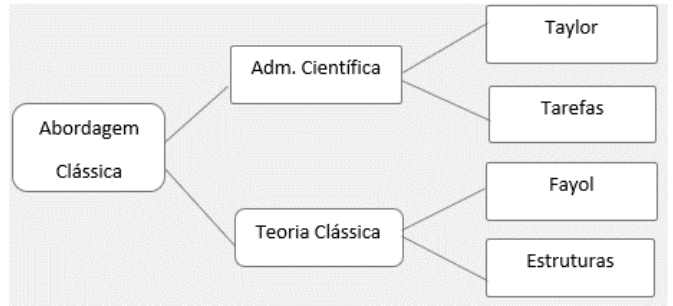 Abordagem
Clássica
Adm. Científica
Taylor
Tarefas
Teoria Clássica
Fayol
Estruturas